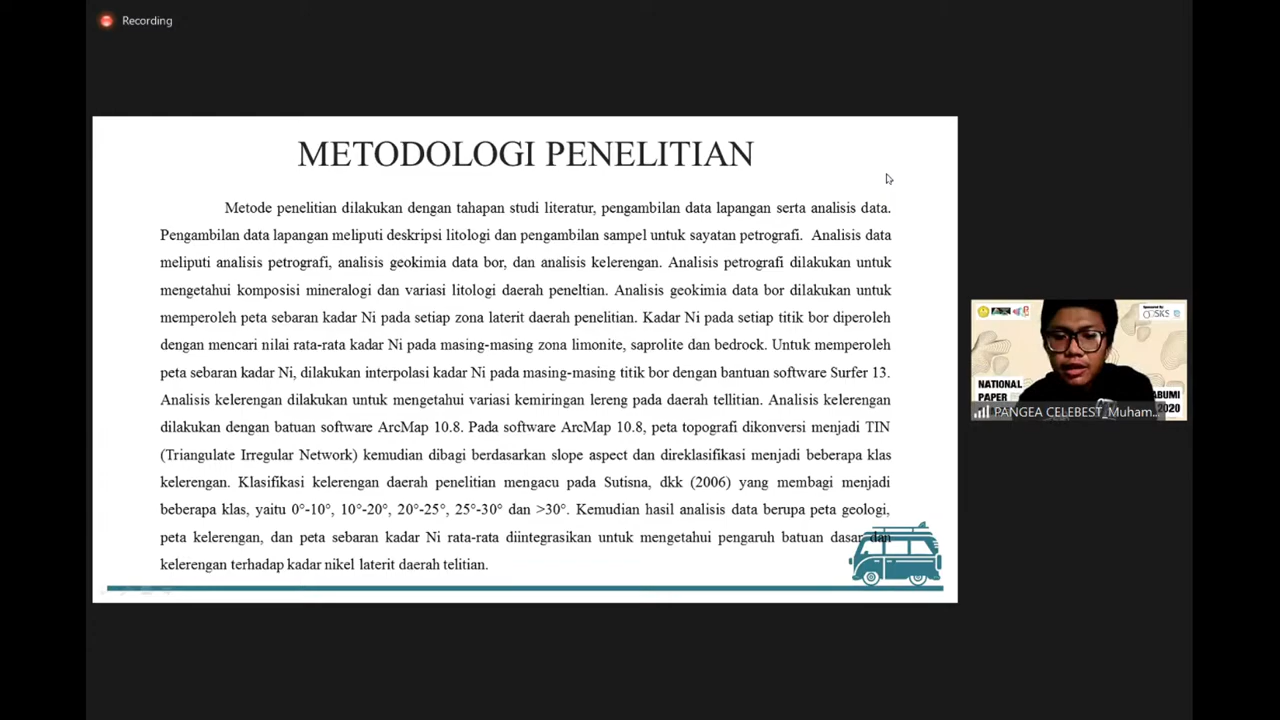 Recording
METODOLOGI PENELITIAN
Metode penelitian dilakukan dengan tahapan studi literatur, pengambilan data lapangan serta analisis data.
Pengambilan data lapangan meliputi deskripsi litologi dan pengambilan sampel untuk sayatan petrografi. Analisis data
meliputi analisis petrografi, analisis geokimia data bor, dan analisis kelerengan. Analisis petrografi dilakukan untuk
mengetahui komposisi mineralogi dan variasi litologi daerah peneltian. Analisis geokimia data bor dilakukan untuk
memperoleh peta sebaran kadar Ni pada setiap zona laterit daerah penelitian. Kadar Ni pada setiap titik bor diperoleh
dengan mencari nilai rata-rata kadar Ni pada masing-masing zona limonite, saprolite dan bedrock. Untuk memperoleh
peta sebaran kadar Ni, dilakukan interpolasi kadar Ni pada masing-masing titik bor dengan bantuan software Surfer 13.
Analisis kelerengan dilakukan untuk mengetahui variasi kemiringan lereng pada daerah tellitian. Analisis kelerengan
dilakukan dengan batuan software ArcMap 10.8. Pada software ArcMap 10.8, peta topografi dikonversi menjadi TIN
(Triangulate Irregular Network) kemudian dibagi berdasarkan slope aspect dan direklasifikasi menjadi beberapa klas
kelerengan. Klasifikasi kelerengan daerah penelitian mengacu pada Sutisna, dkk (2006) yang membagi menjadi
beberapa klas, yaitu 0°-10°, 10°-20°, 20°-25°, 25°-30° dan >30°. Kemudian hasil analisis data berupa peta geologi,
peta kelerengan, dan peta sebaran kadar Ni rata-rata diintegrasikan untuk mengetahui pengaruh batuan dasar dan
kelerengan terhadap kadar nikel laterit daerah telitian.
Sponsored By
NATIONAL
PAPER
ABUMI
2020
PANGEA CELEBEST_Muham...